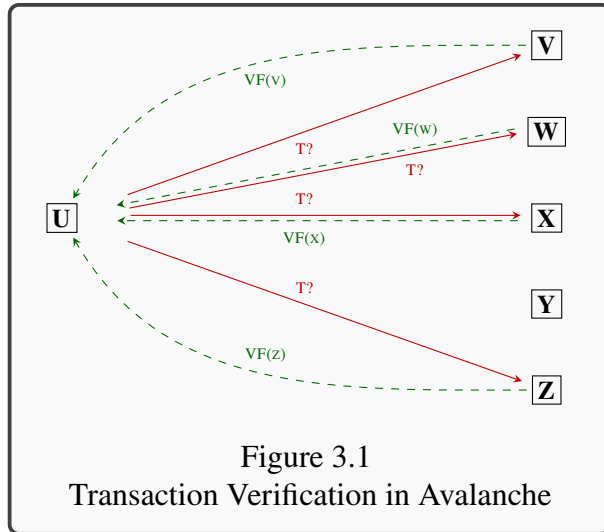 V
VF(v)
VF(w)
W
T?
T?
T?
U
X
VF(x)
T?
Y
VF(z)
Z
Figure 3.1
Transaction Verification in Avalanche